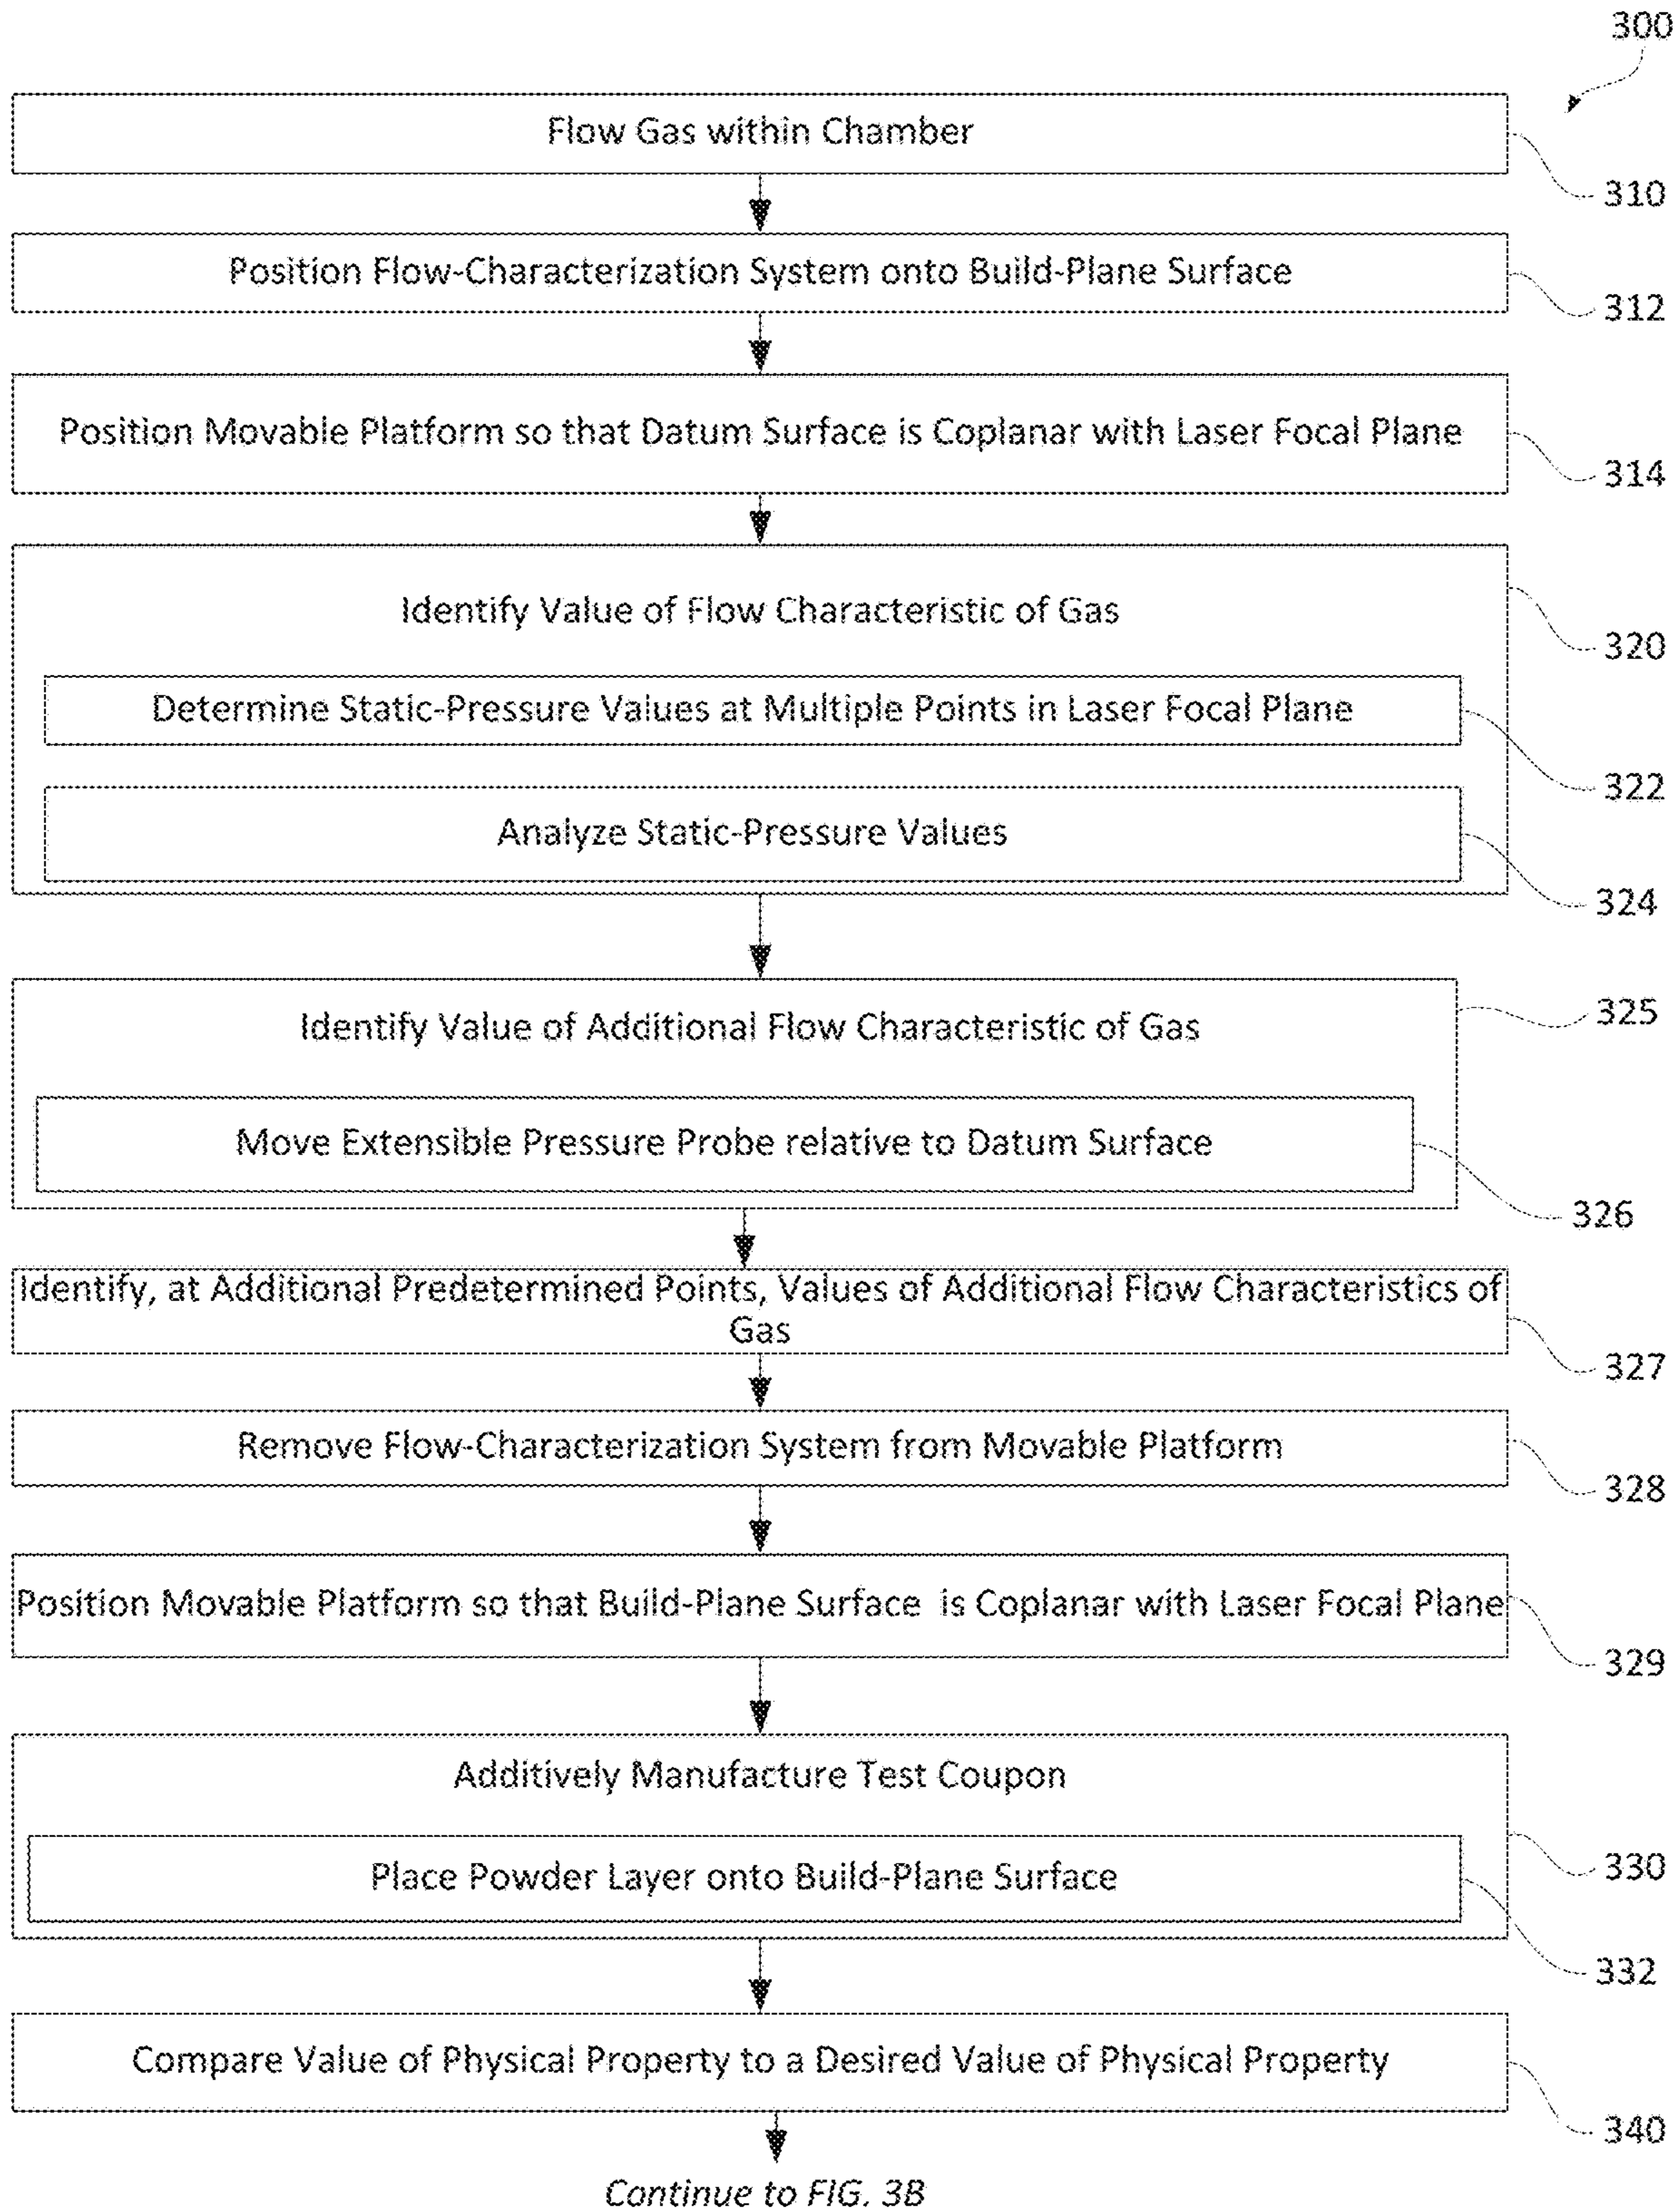 300
Flow Gas within Chamber
310
Position Flow-Characterization System onto Build-Plane Surface
312
Position Movable Platform so that Datum Surface is Coplanar with Laser Focal Plane
314
Identify Value of Flow Characteristic of Gas
320
Determine Static-Pressure Values at Multiple Points in Laser Focal Plane
322
Analyze Static-Pressure Values
324
Identify Value of Additional Flow Characteristic of Gas
325
Move Extensible Pressure Probe relative to Datum Surface
326
Identify, at Additional Predetermined Points, Values of Additional Flow Characteristics of
Gas
327
Remove Flow-Characterization System from Movable Platform
328
Position Movable Platform so that Build-Plane Surface is Coplanar with Laser Focal Plane
329
Additively Manufacture Test Coupon
330
Place Powder Layer onto Build-Plane Surface
332
Compare Value of Physical Property to a Desired Value of Physical Property
340
Continue to FIG. 3B